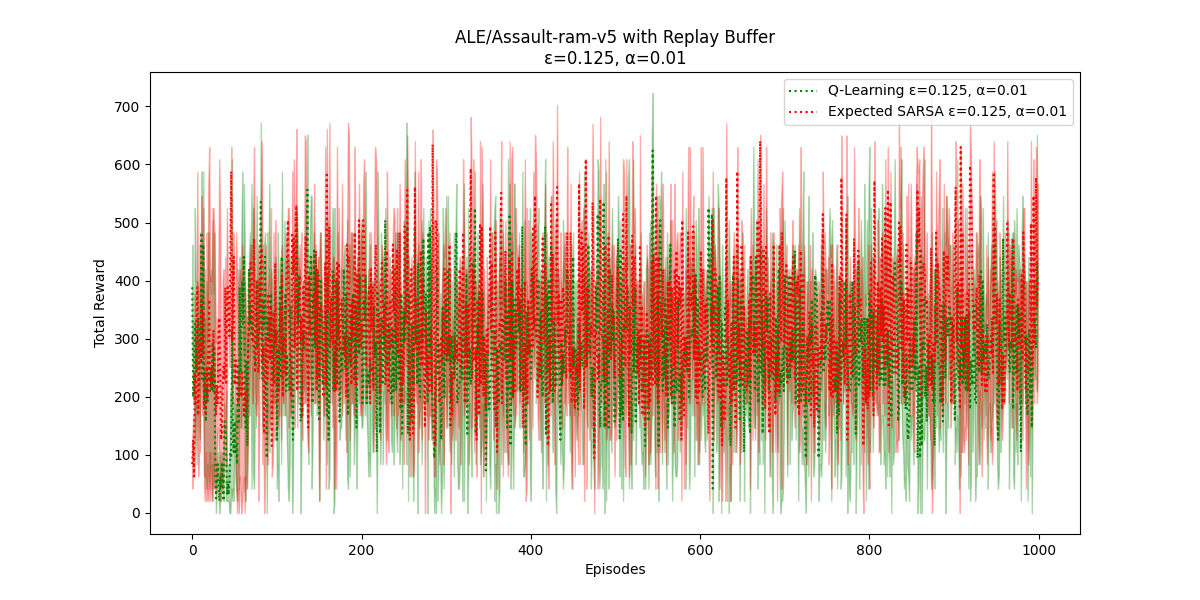 ALE/Assault-ram-v5 with Replay Buffer
ε=0.125, α=0.01
Q-Learning ε=0.125, α=0.01
Expected SARSA ε=0.125, α=0.01
Total Reward
700
600
500
400
300
200
100
0
0
200
400
600
800
1000
Episodes